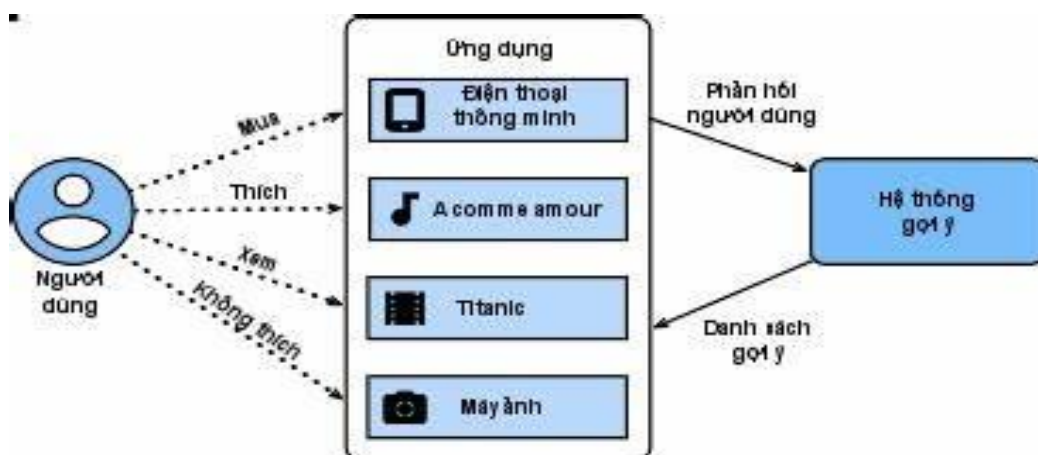 Ứng dụng
Điện thoại
thông minh
A comme amour
Titanic
Máy ảnh
Mua
Thích
Xem
Không thích
Người
dùng
Phản hồi
người dùng
Hệ thống
gợi ý
Danh sách
gợi ý